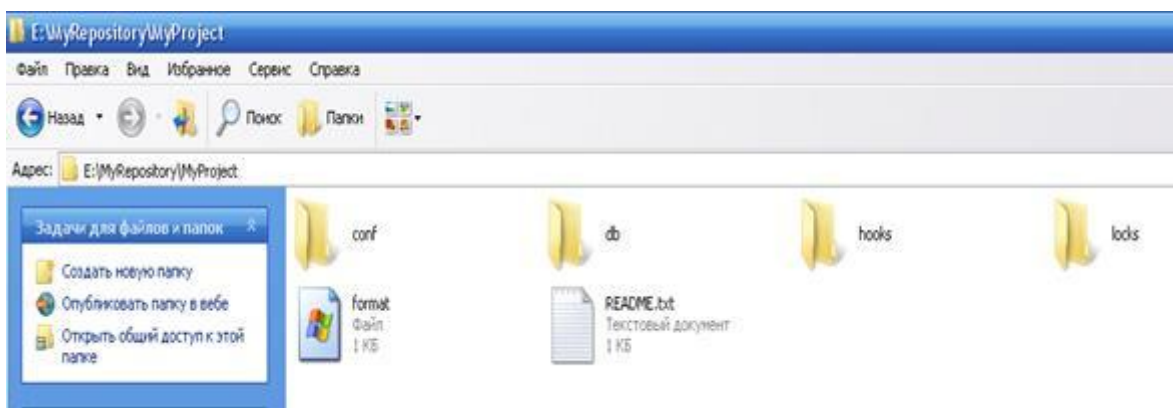 E:\MyRepository\MyProject
Файл Правка Вид Избранное Сервис Справка
Назад Поиск Папки
Адрес: E:\MyRepository\MyProject
Задачи для файлов и папок
Создать новую папку
Опубликовать папку в вебе
Открыть общий доступ к этой
папке
conf
db
hooks
locks
format
Файл
1 КБ
README.txt
Текстовый документ
1 КБ